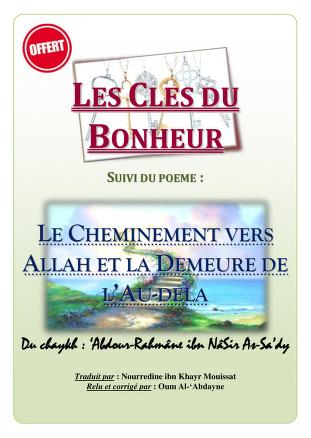 OFFERT
LES CLES DU
BONHEUR
SUIVI DU POEME :
LE CHEMINEMENT VERS
ALLAH ET LA DEMEURE DE
L'AU-DELA
Du chaykh : 'Abdour-Rahmâne ibn NâSir As-Sa'dy
Traduit par : Nourredine ibn Khayr Mouissat
Relu et corrigé par : Oum Al-'Abdayne